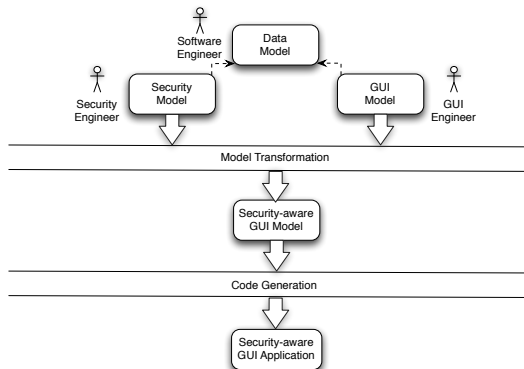 Software
Engineer
Data
Model
Security
Engineer
Security
Model
GUI
Model
GUI
Engineer
Model Transformation
Security-aware
GUI Model
Code Generation
Security-aware
GUI Application